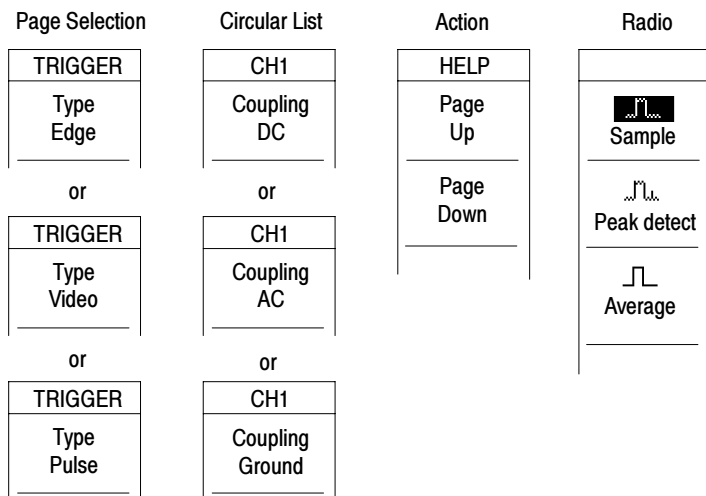 Page Selection
Circular List
Action
Radio
TRIGGER
Type
Edge
or
TRIGGER
Type
Video
or
TRIGGER
Type
Pulse
CH1
Coupling
DC
or
CH1
Coupling
AC
or
CH1
Coupling
Ground
HELP
Page
Up
Page
Down
Sample
Peak detect
Average